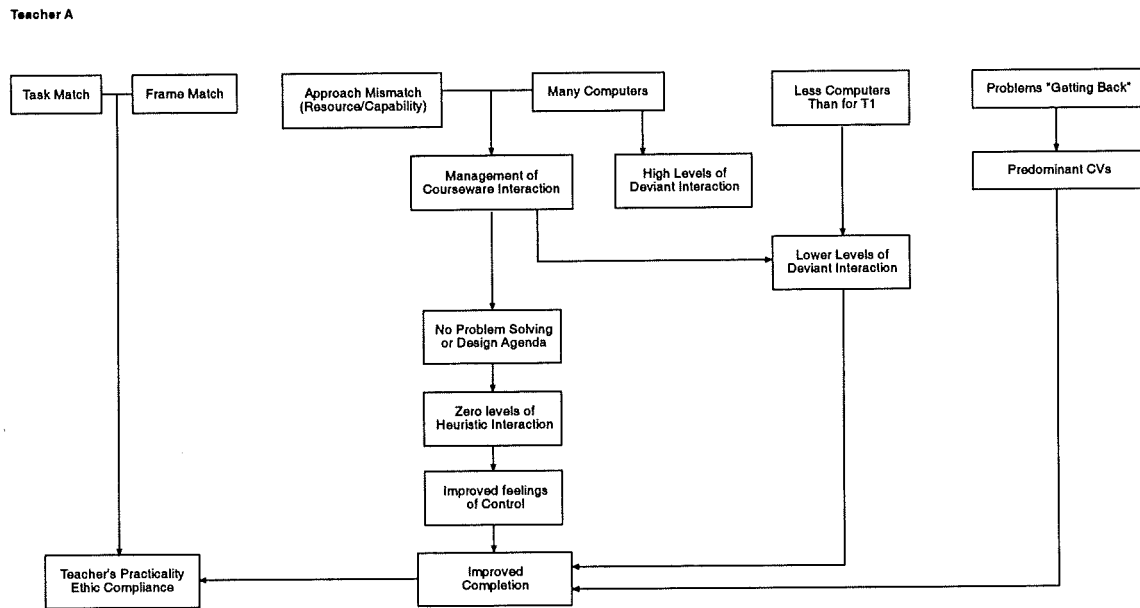 Teacher A
Task Match
Frame Match
Approach Mismatch
(Resource/Capability)
Many Computers
Less Computers
Than for T1
Problems "Getting Back"
Management of
Courseware Interaction
High Levels of
Deviant Interaction
Predominant CVs
Lower Levels of
Deviant Interaction
No Problem Solving
or Design Agenda
Zero levels of
Heuristic Interaction
Improved feelings
of Control
Teacher's Practicality
Ethic Compliance
Improved
Completion